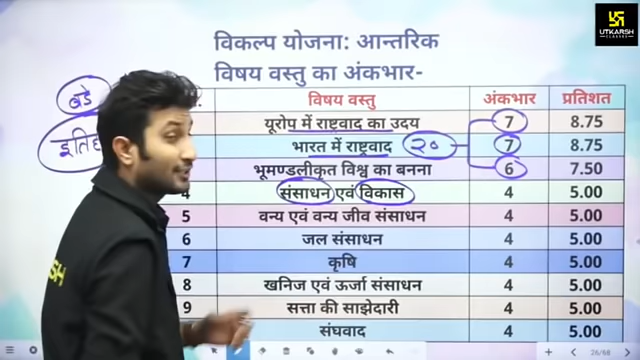 UTKARSH
CLASSES
विकल्प योजना: आन्तरिक
विषय वस्तु का अंकभार-
बडे
विषय वस्तु अंकभार प्रतिशत
यूरोप में राष्ट्रवाद का उदय 7 8.75
भारत में राष्ट्रवाद २० 7 8.75
भूमण्डलीकृत विश्व का बनना 6 7.50
4 संसाधन एवं विकास 4 5.00
5 वन्य एवं वन्य जीव संसाधन 4 5.00
6 जल संसाधन 4 5.00
7 कृषि 4 5.00
8 खनिज एवं ऊर्जा संसाधन 4 5.00
9 सत्ता की साझेदारी 4 5.00
संघवाद 4 5.00
26/68